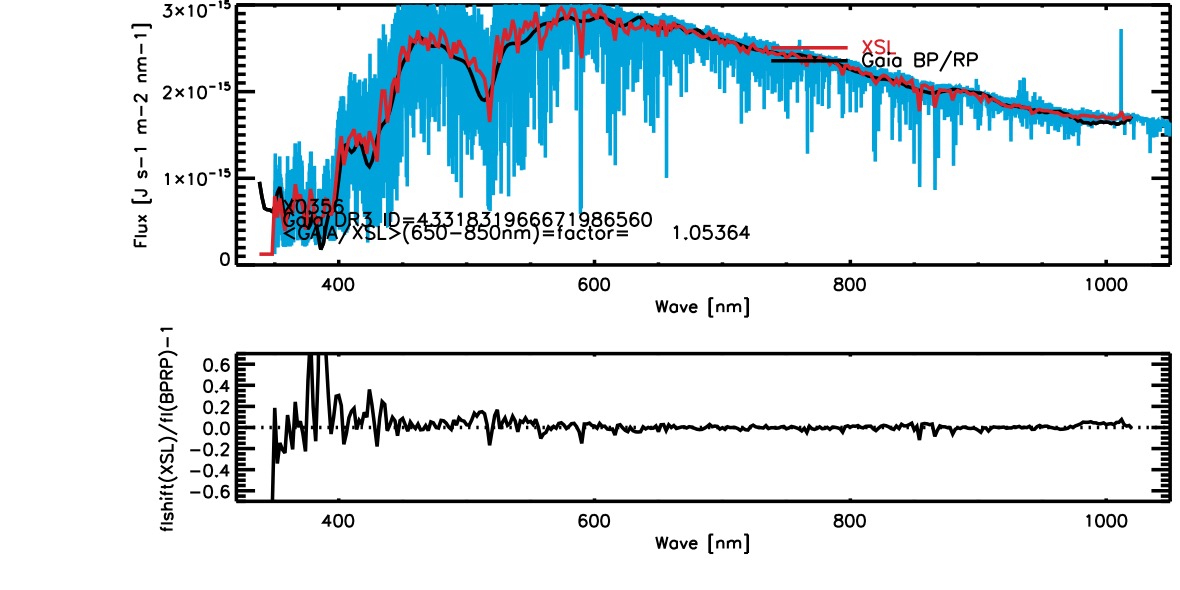 3×10⁻¹⁵
2×10⁻¹⁵
1×10⁻¹⁵
0
Flux [J s−1 m−2 nm−1]
XSL
Gaia BP/RP
X0356
Gaia DR3 ID=4331831966671986560
<GAIA/XSL>(650−850nm)=factor= 1.05364
400 600 800 1000
Wave [nm]
flshift(XSL)/fl(BPRP)−1
0.6
0.4
0.2
0.0
−0.2
−0.4
−0.6
400 600 800 1000
Wave [nm]